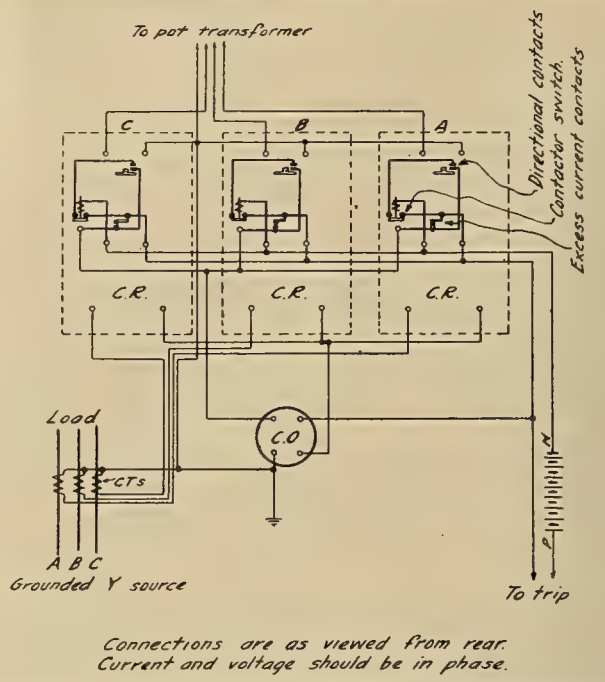 To pot transformer
C
B
A
Directional contacts
Contactor switch.
Excess current contacts
C.R.
C.R.
C.R.
Load
C.O
CTs
N
P
A B C
Grounded Y source
To trip
Connections are as viewed from rear.
Current and voltage should be in phase.